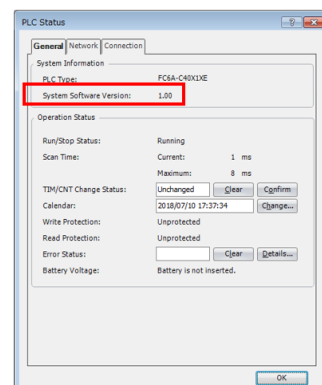 PLC Status
General Network Connection
System Information
PLC Type: FC6A-C40X1XE
System Software Version: 1.00
Operation Status
Run/Stop Status: Running
Scan Time: Current: 1 ms
Maximum: 8 ms
TIM/CNT Change Status: Unchanged Clear Confirm
Calendar: 2018/07/10 17:37:34 Change...
Write Protection: Unprotected
Read Protection: Unprotected
Error Status: Clear Details...
Battery Voltage: Battery is not inserted.
OK